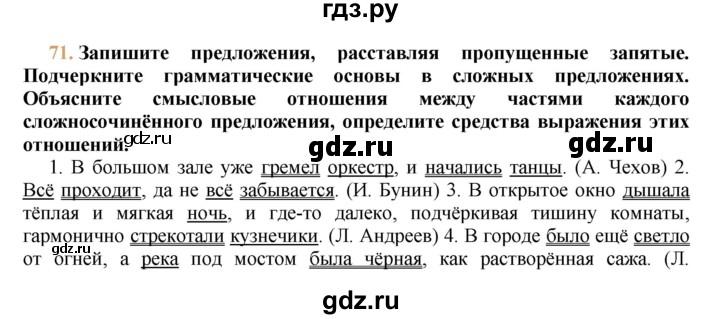 гдз.ру
71. Запишите предложения, расставляя пропущенные запятые.
Подчеркните грамматические основы в сложных предложениях.
Объясните смысловые отношения между частями каждого
сложносочинённого предложения, определите средства выражения этих
отношений.
1. В большом зале уже гремел оркестр, и начались танцы. (А. Чехов) 2.
Всё проходит, да не всё забывается. (И. Бунин) 3. В открытое окно дышала
тёплая и мягкая ночь, и где-то далеко, подчёркивая тишину комнаты,
гармонично стрекотали кузнечики. (Л. Андреев) 4. В городе было ещё светло
от огней, а река под мостом была чёрная, как растворённая сажа. (Л.
gdz.ru
gdz.ru